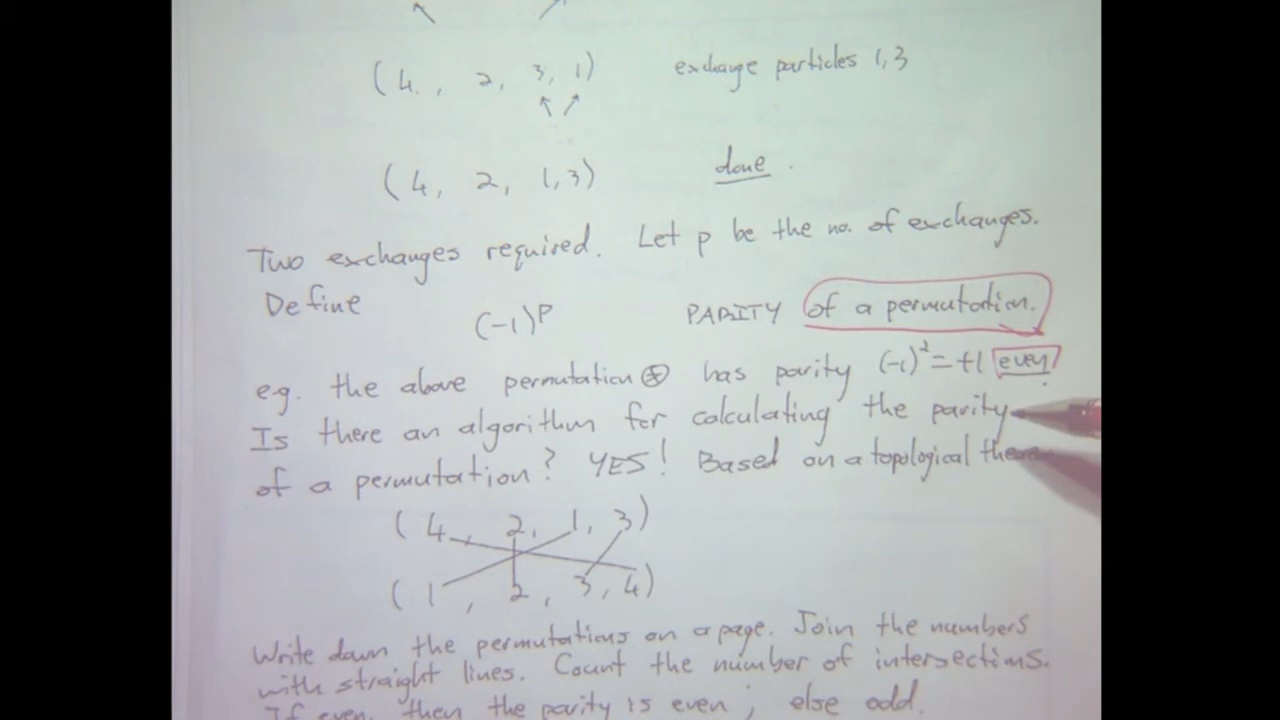 (4, 2, 3, 1) exchange particles 1,3
(4, 2, 1, 3) done.
Two exchanges required. Let p be the no. of exchanges.
Define (-1)^p PARITY of a permutation.
e.g. the above permutation ⊛ has parity (-1)^2 = +1 even.
Is there an algorithm for calculating the parity
of a permutation? YES! Based on a topological
(4, 2, 1, 3)
(1, 2, 3, 4)
Write down the permutations on a page. Join the numbers
with straight lines. Count the number of intersections.
If even, then the parity is even; else odd.